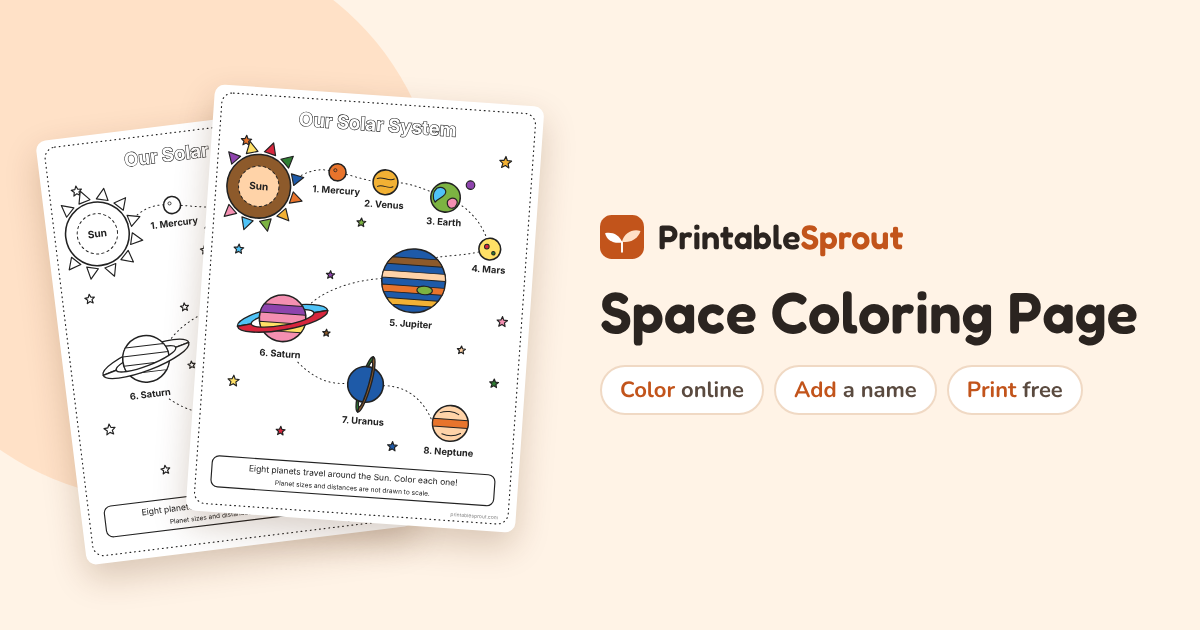 Our Solar System
Sun
1. Mercury
2. Venus
3. Earth
4. Mars
5. Jupiter
6. Saturn
7. Uranus
8. Neptune
Eight planets travel around the Sun. Color each one!
Planet sizes and distances are not drawn to scale.
printablesprout.com
Our Solar
Sun
1. Mercury
6. Saturn
Eight
Planet sizes and
PrintableSprout
Space Coloring Page
Color online
Add a name
Print free